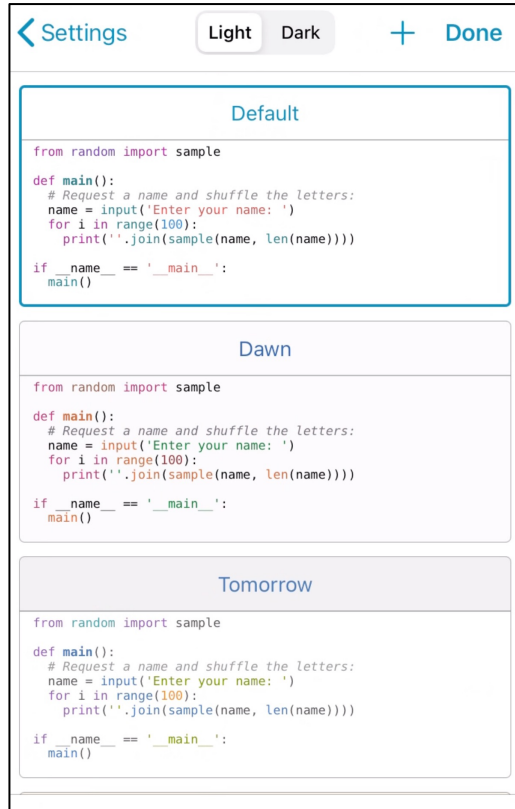 Settings Light Dark + Done
Default
from random import sample
def main():
  # Request a name and shuffle the letters:
  name = input('Enter your name: ')
  for i in range(100):
    print(''.join(sample(name, len(name))))
if __name__ == '__main__':
  main()
Dawn
from random import sample
def main():
  # Request a name and shuffle the letters:
  name = input('Enter your name: ')
  for i in range(100):
    print(''.join(sample(name, len(name))))
if __name__ == '__main__':
  main()
Tomorrow
from random import sample
def main():
  # Request a name and shuffle the letters:
  name = input('Enter your name: ')
  for i in range(100):
    print(''.join(sample(name, len(name))))
if __name__ == '__main__':
  main()